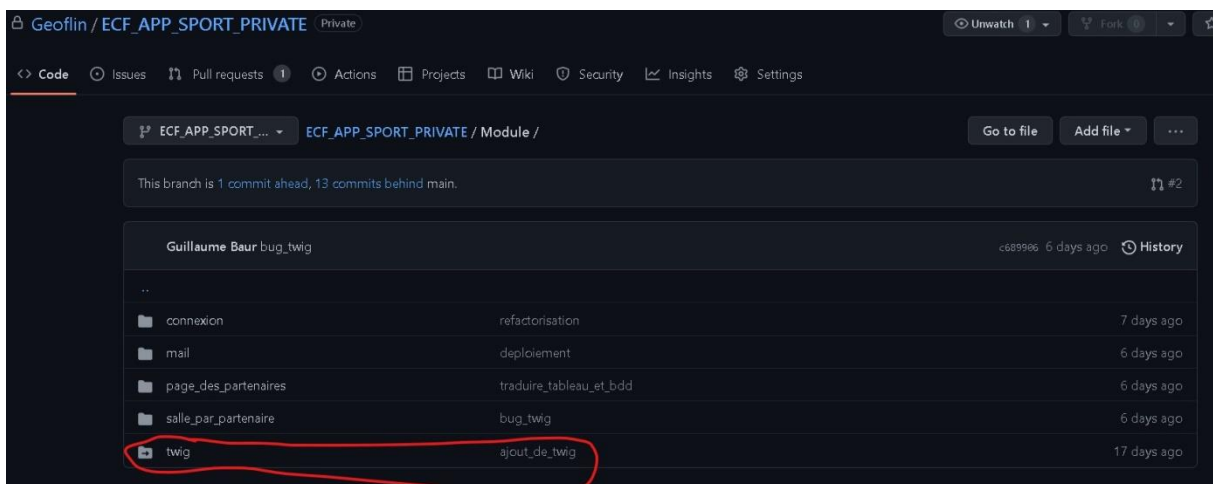 Geoflin / ECF_APP_SPORT_PRIVATE Private
Unwatch 1 Fork 0
Code Issues Pull requests 1 Actions Projects Wiki Security Insights Settings
ECF_APP_SPORT_... ECF_APP_SPORT_PRIVATE / Module / Go to file Add file ...
This branch is 1 commit ahead, 13 commits behind main. #2
Guillaume Baur bug_twig c689906 6 days ago History
..
connexion refactorisation 7 days ago
mail deploiement 6 days ago
page_des_partenaires traduire_tableau_et_bdd 6 days ago
salle_par_partenaire bug_twig 6 days ago
twig ajout_de_twig 17 days ago